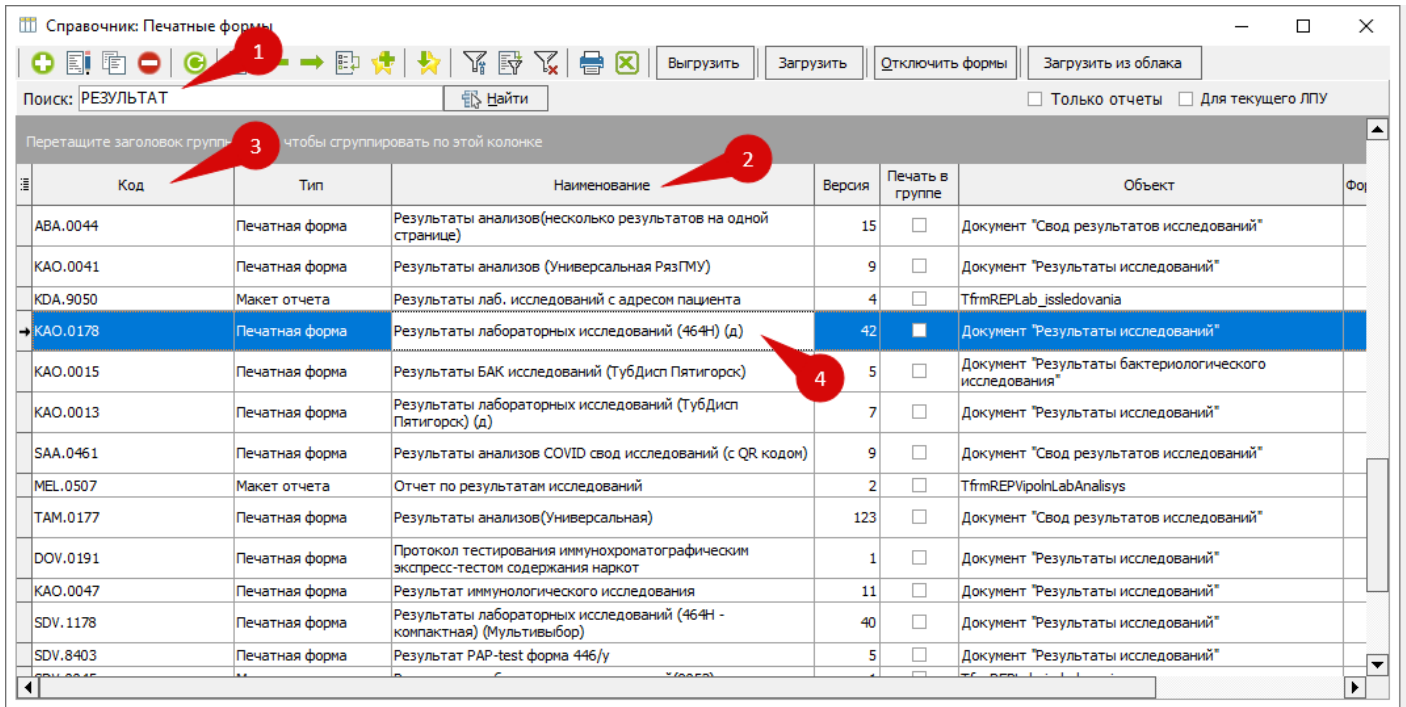 Справочник: Печатные формы
1
Выгрузить Загрузить Отключить формы Загрузить из облака
Поиск: РЕЗУЛЬТАТ Найти Только отчеты Для текущего ЛПУ
Перетащите заголовок 3 чтобы сгруппировать по этой колонке
2
Код Тип Наименование Версия Печать в группе Объект
ABA.0044 Печатная форма Результаты анализов(несколько результатов на одной
странице) 15 Документ "Свод результатов исследований"
KAO.0041 Печатная форма Результаты анализов (Универсальная РязГМУ) 9 Документ "Результаты исследований"
KDA.9050 Макет отчета Результаты лаб. исследований с адресом пациента 4 TfrmREPLab_issledovania
KAO.0178 Печатная форма Результаты лабораторных исследований (464Н) (д) 42 Документ "Результаты исследований"
4
KAO.0015 Печатная форма Результаты БАК исследований (ТубДисп Пятигорск) 5 Документ "Результаты бактериологического
исследования"
KAO.0013 Печатная форма Результаты лабораторных исследований (ТубДисп
Пятигорск) (д) 7 Документ "Результаты исследований"
SAA.0461 Печатная форма Результаты анализов COVID свод исследований (с QR кодом) 9 Документ "Свод результатов исследований"
MEL.0507 Макет отчета Отчет по результатам исследований 2 TfrmREPVipolnLabAnalisys
TAM.0177 Печатная форма Результаты анализов(Универсальная) 123 Документ "Свод результатов исследований"
DOV.0191 Печатная форма Протокол тестирования иммунохроматографическим
экспресс-тестом содержания наркот 1 Документ "Результаты исследований"
KAO.0047 Печатная форма Результат иммунологического исследования 11 Документ "Результаты исследований"
SDV.1178 Печатная форма Результаты лабораторных исследований (464Н -
компактная) (Мультивыбор) 40 Документ "Результаты исследований"
SDV.8403 Печатная форма Результат PAP-test форма 446/у 5 Документ "Результаты исследований"